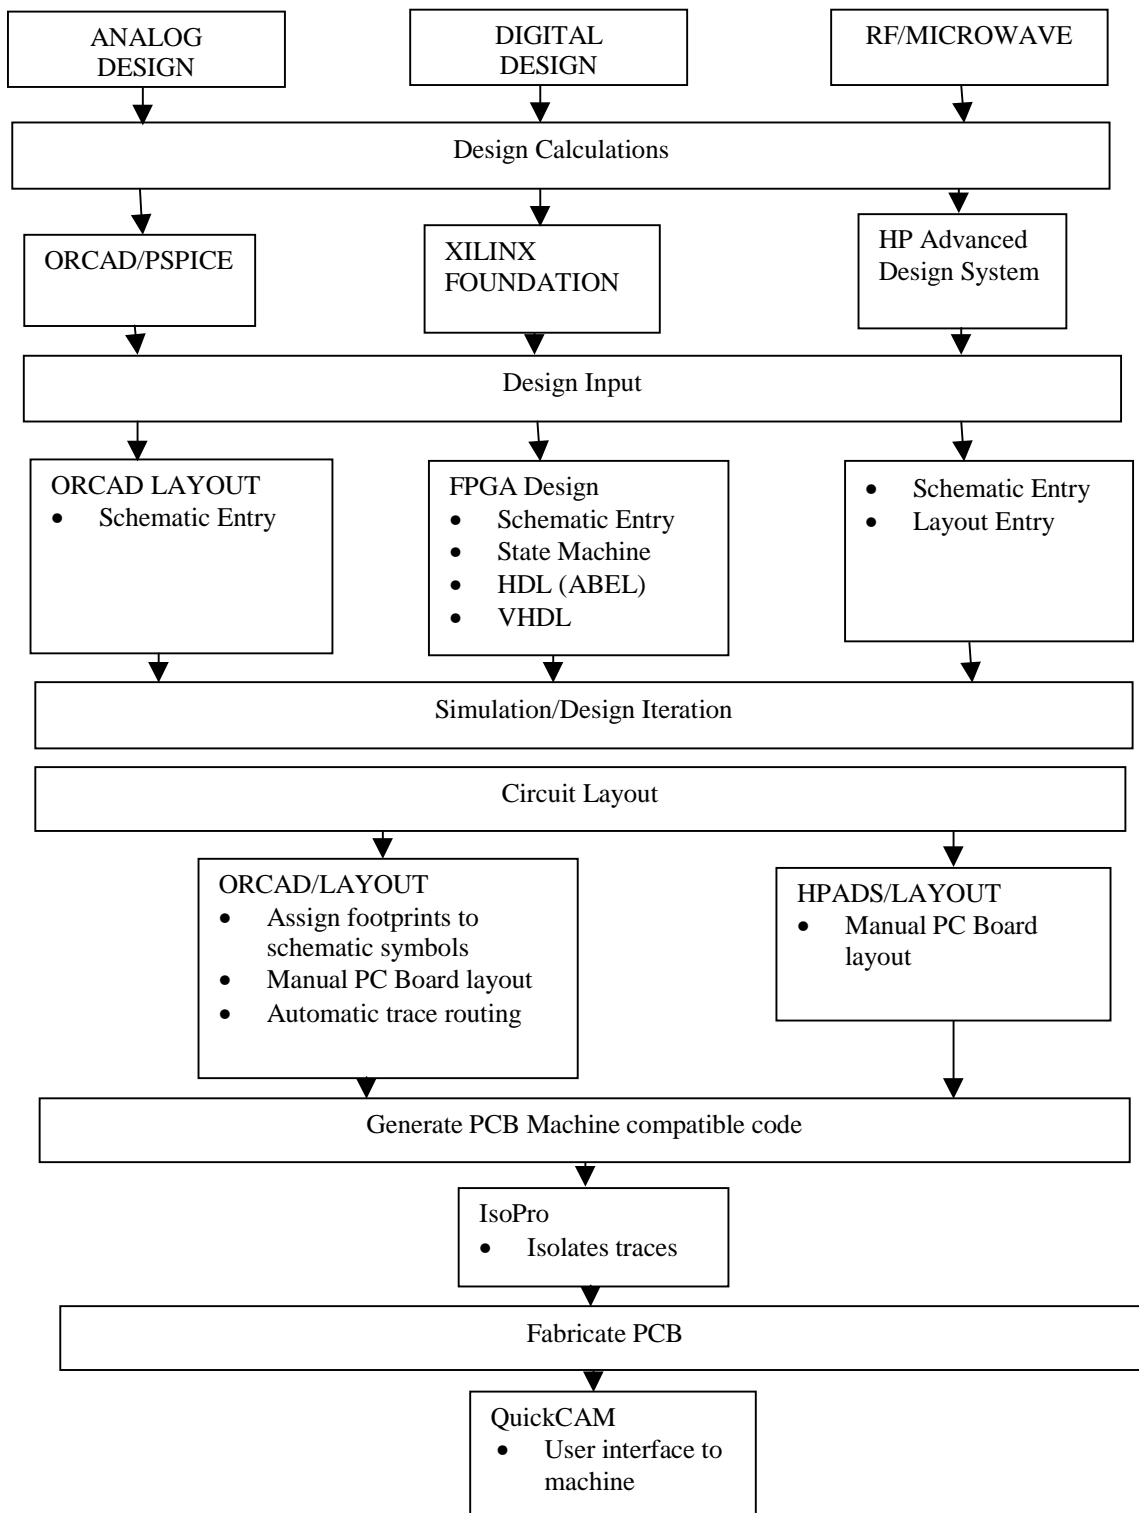 ANALOG
DESIGN
DIGITAL
DESIGN
RF/MICROWAVE
Design Calculations
ORCAD/PSPICE
XILINX
FOUNDATION
HP Advanced
Design System
Design Input
ORCAD LAYOUT
• Schematic Entry
FPGA Design
• Schematic Entry
• State Machine
• HDL (ABEL)
• VHDL
• Schematic Entry
• Layout Entry
Simulation/Design Iteration
Circuit Layout
ORCAD/LAYOUT
• Assign footprints to
schematic symbols
• Manual PC Board layout
• Automatic trace routing
HPADS/LAYOUT
• Manual PC Board
layout
Generate PCB Machine compatible code
IsoPro
• Isolates traces
Fabricate PCB
QuickCAM
• User interface to
machine